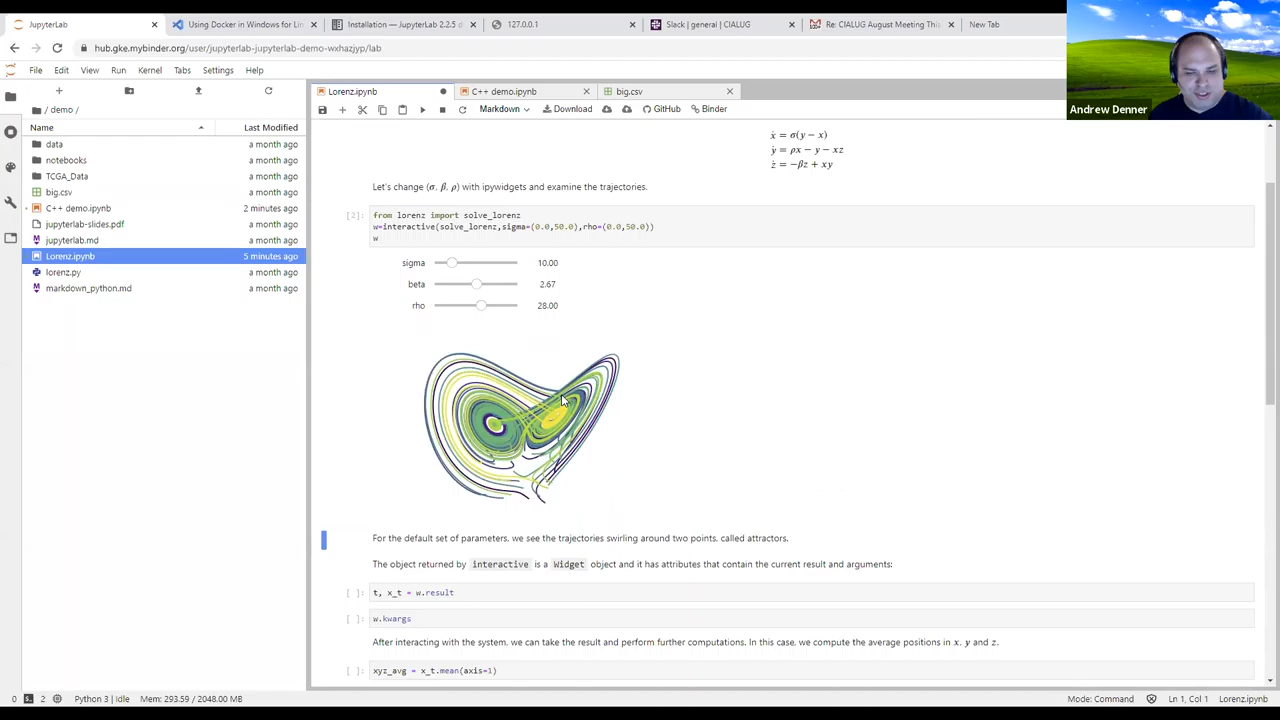 JupyterLab
Using Docker in Windows for Lin
Installation — JupyterLab 2.2.5 d
127.0.0.1
Slack | general | CIALUG
Re: CIALUG August Meeting Thi
New Tab
hub.gke.mybinder.org/user/jupyterlab-jupyterlab-demo-wxhazjyp/lab
File Edit View Run Kernel Tabs Settings Help
Andrew Denner
Lorenz.ipynb
C++ demo.ipynb
big.csv
Markdown
Download
GitHub
Binder
/ demo /
Name Last Modified
data a month ago
notebooks a month ago
TCGA_Data a month ago
big.csv a month ago
C++ demo.ipynb 2 minutes ago
jupyterlab-slides.pdf a month ago
jupyterlab.md a month ago
Lorenz.ipynb 5 minutes ago
lorenz.py a month ago
markdown_python.md a month ago
ẋ = σ(y − x)
ẏ = ρx − y − xz
ż = −βz + xy
Let's change (σ, β, ρ) with ipywidgets and examine the trajectories.
[2]: from lorenz import solve_lorenz
w=interactive(solve_lorenz,sigma=(0.0,50.0),rho=(0.0,50.0))
w
sigma 10.00
beta 2.67
rho 28.00
For the default set of parameters, we see the trajectories swirling around two points, called attractors.
The object returned by interactive is a Widget object and it has attributes that contain the current result and arguments:
[ ]: t, x_t = w.result
[ ]: w.kwargs
After interacting with the system, we can take the result and perform further computations. In this case, we compute the average positions in x, y and z.
[ ]: xyz_avg = x_t.mean(axis=1)
0 2 Python 3 | Idle Mem: 293.59 / 2048.00 MB Mode: Command Ln 1, Col 1 Lorenz.ipynb